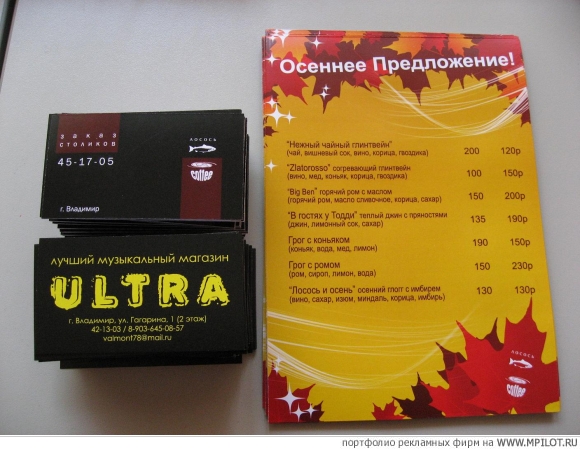 заказ
столиков
45-17-05
лосось
coffee
г. Владимир
лучший музыкальный магазин
ULTRA
г. Владимир, ул. Гагарина, 1 (2 этаж)
42-13-03 / 8-903-645-08-57
valmont78@mail.ru
Осеннее Предложение!
"Нежный чайный глинтвейн" 200 120р
(чай, вишневый сок, вино, корица, гвоздика)
"Zlatorosso" согревающий глинтвейн 100 150р
(вино, мед, коньяк, корица, гвоздика)
"Big Ben" горячий ром с маслом 150 200р
(горячий ром, масло сливочное, корица, сахар)
"В гостях у Тодди" теплый джин с пряностями 135 190р
(джин, лимонный сок, сахар)
Грог с коньяком 190 150р
(коньяк, вода, мед, лимон)
Грог с ромом 150 230р
(ром, сироп, лимон, вода)
"Лосось и осень" осенний глогг с имбирем 130 130р
(вино, сахар, изюм, миндаль, корица, имбирь)
лосось
coffee
портфолио рекламных фирм на WWW.MPILOT.RU